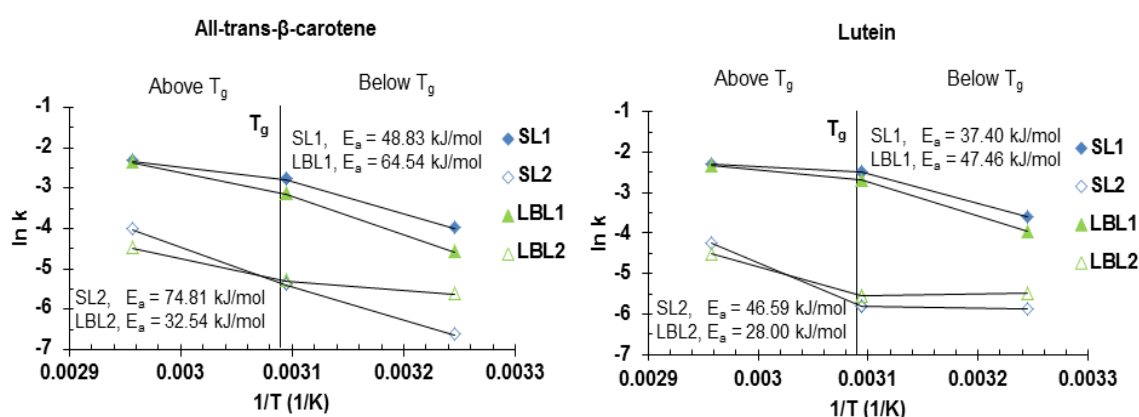 All-trans-β-carotene
Above Tg
Below Tg
Tg
SL1, Ea = 48.83 kJ/mol
LBL1, Ea = 64.54 kJ/mol
SL2, Ea = 74.81 kJ/mol
LBL2, Ea = 32.54 kJ/mol
ln k
-1
-2
-3
-4
-5
-6
-7
0.0029
0.003
0.0031
0.0032
0.0033
1/T (1/K)
SL1
SL2
LBL1
LBL2
Lutein
Above Tg
Below Tg
Tg
SL1, Ea = 37.40 kJ/mol
LBL1, Ea = 47.46 kJ/mol
SL2, Ea = 46.59 kJ/mol
LBL2, Ea = 28.00 kJ/mol
ln k
-1
-2
-3
-4
-5
-6
-7
0.0029
0.003
0.0031
0.0032
0.0033
1/T (1/K)
SL1
SL2
LBL1
LBL2